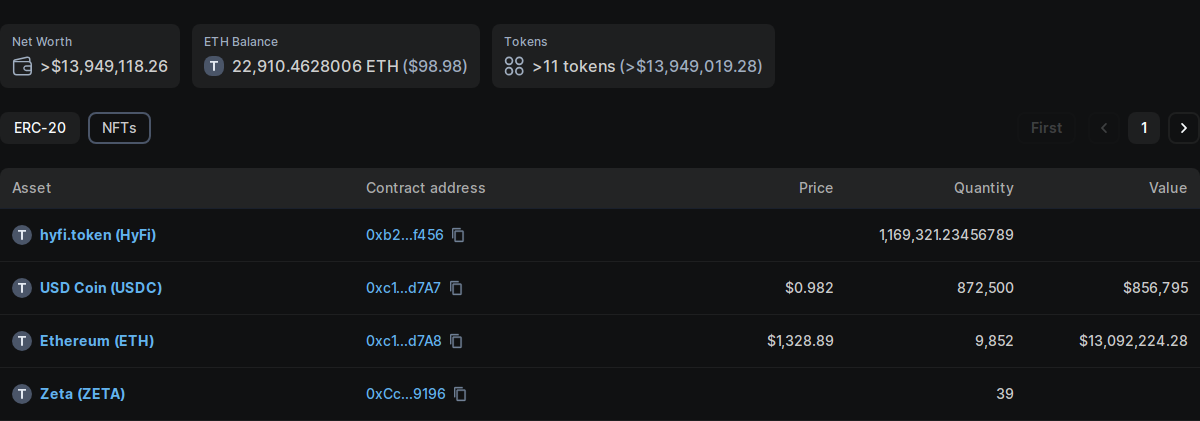 Net Worth
>$13,949,118.26
ETH Balance
T 22,910.4628006 ETH ($98.98)
Tokens
>11 tokens (>$13,949,019.28)
ERC-20 NFTs First 1
Asset Contract address Price Quantity Value
T hyfi.token (HyFi) 0xb2...f456 1,169,321.23456789
T USD Coin (USDC) 0xc1...d7A7 $0.982 872,500 $856,795
T Ethereum (ETH) 0xc1...d7A8 $1,328.89 9,852 $13,092,224.28
T Zeta (ZETA) 0xCc...9196 39